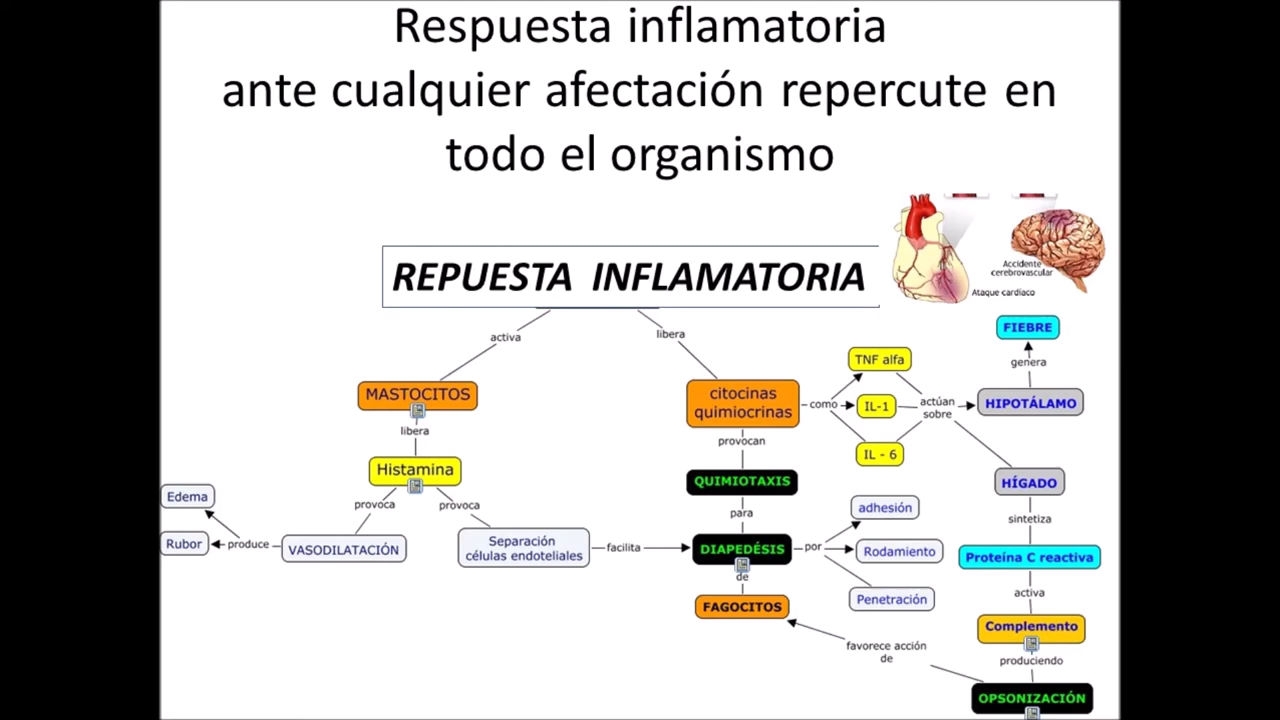 Respuesta inflamatoria
ante cualquier afectación repercute en
todo el organismo
Accidente
cerebrovascular
Ataque cardíaco
REPUESTA INFLAMATORIA
activa
libera
FIEBRE
genera
TNF alfa
MASTOCITOS
citocinas
quimiocrinas
como
IL-1
actúan
sobre
HIPOTÁLAMO
libera
provocan
IL - 6
Histamina
QUIMIOTAXIS
HÍGADO
Edema
provoca
provoca
para
adhesión
sintetiza
Rubor
produce
VASODILATACIÓN
Separación
células endoteliales
facilita
DIAPEDÉSIS
por
Rodamiento
Proteína C reactiva
de
activa
FAGOCITOS
Penetración
Complemento
favorece acción
de
produciendo
OPSONIZACIÓN